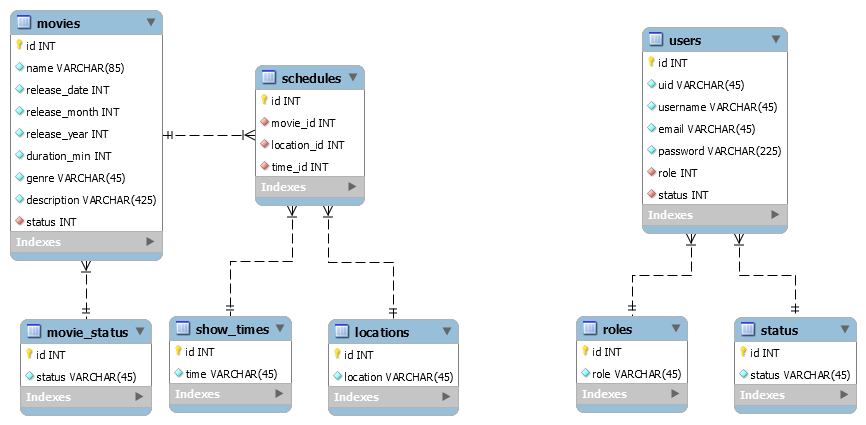 movies
id INT
name VARCHAR(85)
release_date INT
release_month INT
release_year INT
duration_min INT
genre VARCHAR(45)
description VARCHAR(425)
status INT
Indexes
schedules
id INT
movie_id INT
location_id INT
time_id INT
Indexes
users
id INT
uid VARCHAR(45)
username VARCHAR(45)
email VARCHAR(45)
password VARCHAR(225)
role INT
status INT
Indexes
movie_status
id INT
status VARCHAR(45)
Indexes
show_times
id INT
time VARCHAR(45)
Indexes
locations
id INT
location VARCHAR(45)
Indexes
roles
id INT
role VARCHAR(45)
Indexes
status
id INT
status VARCHAR(45)
Indexes